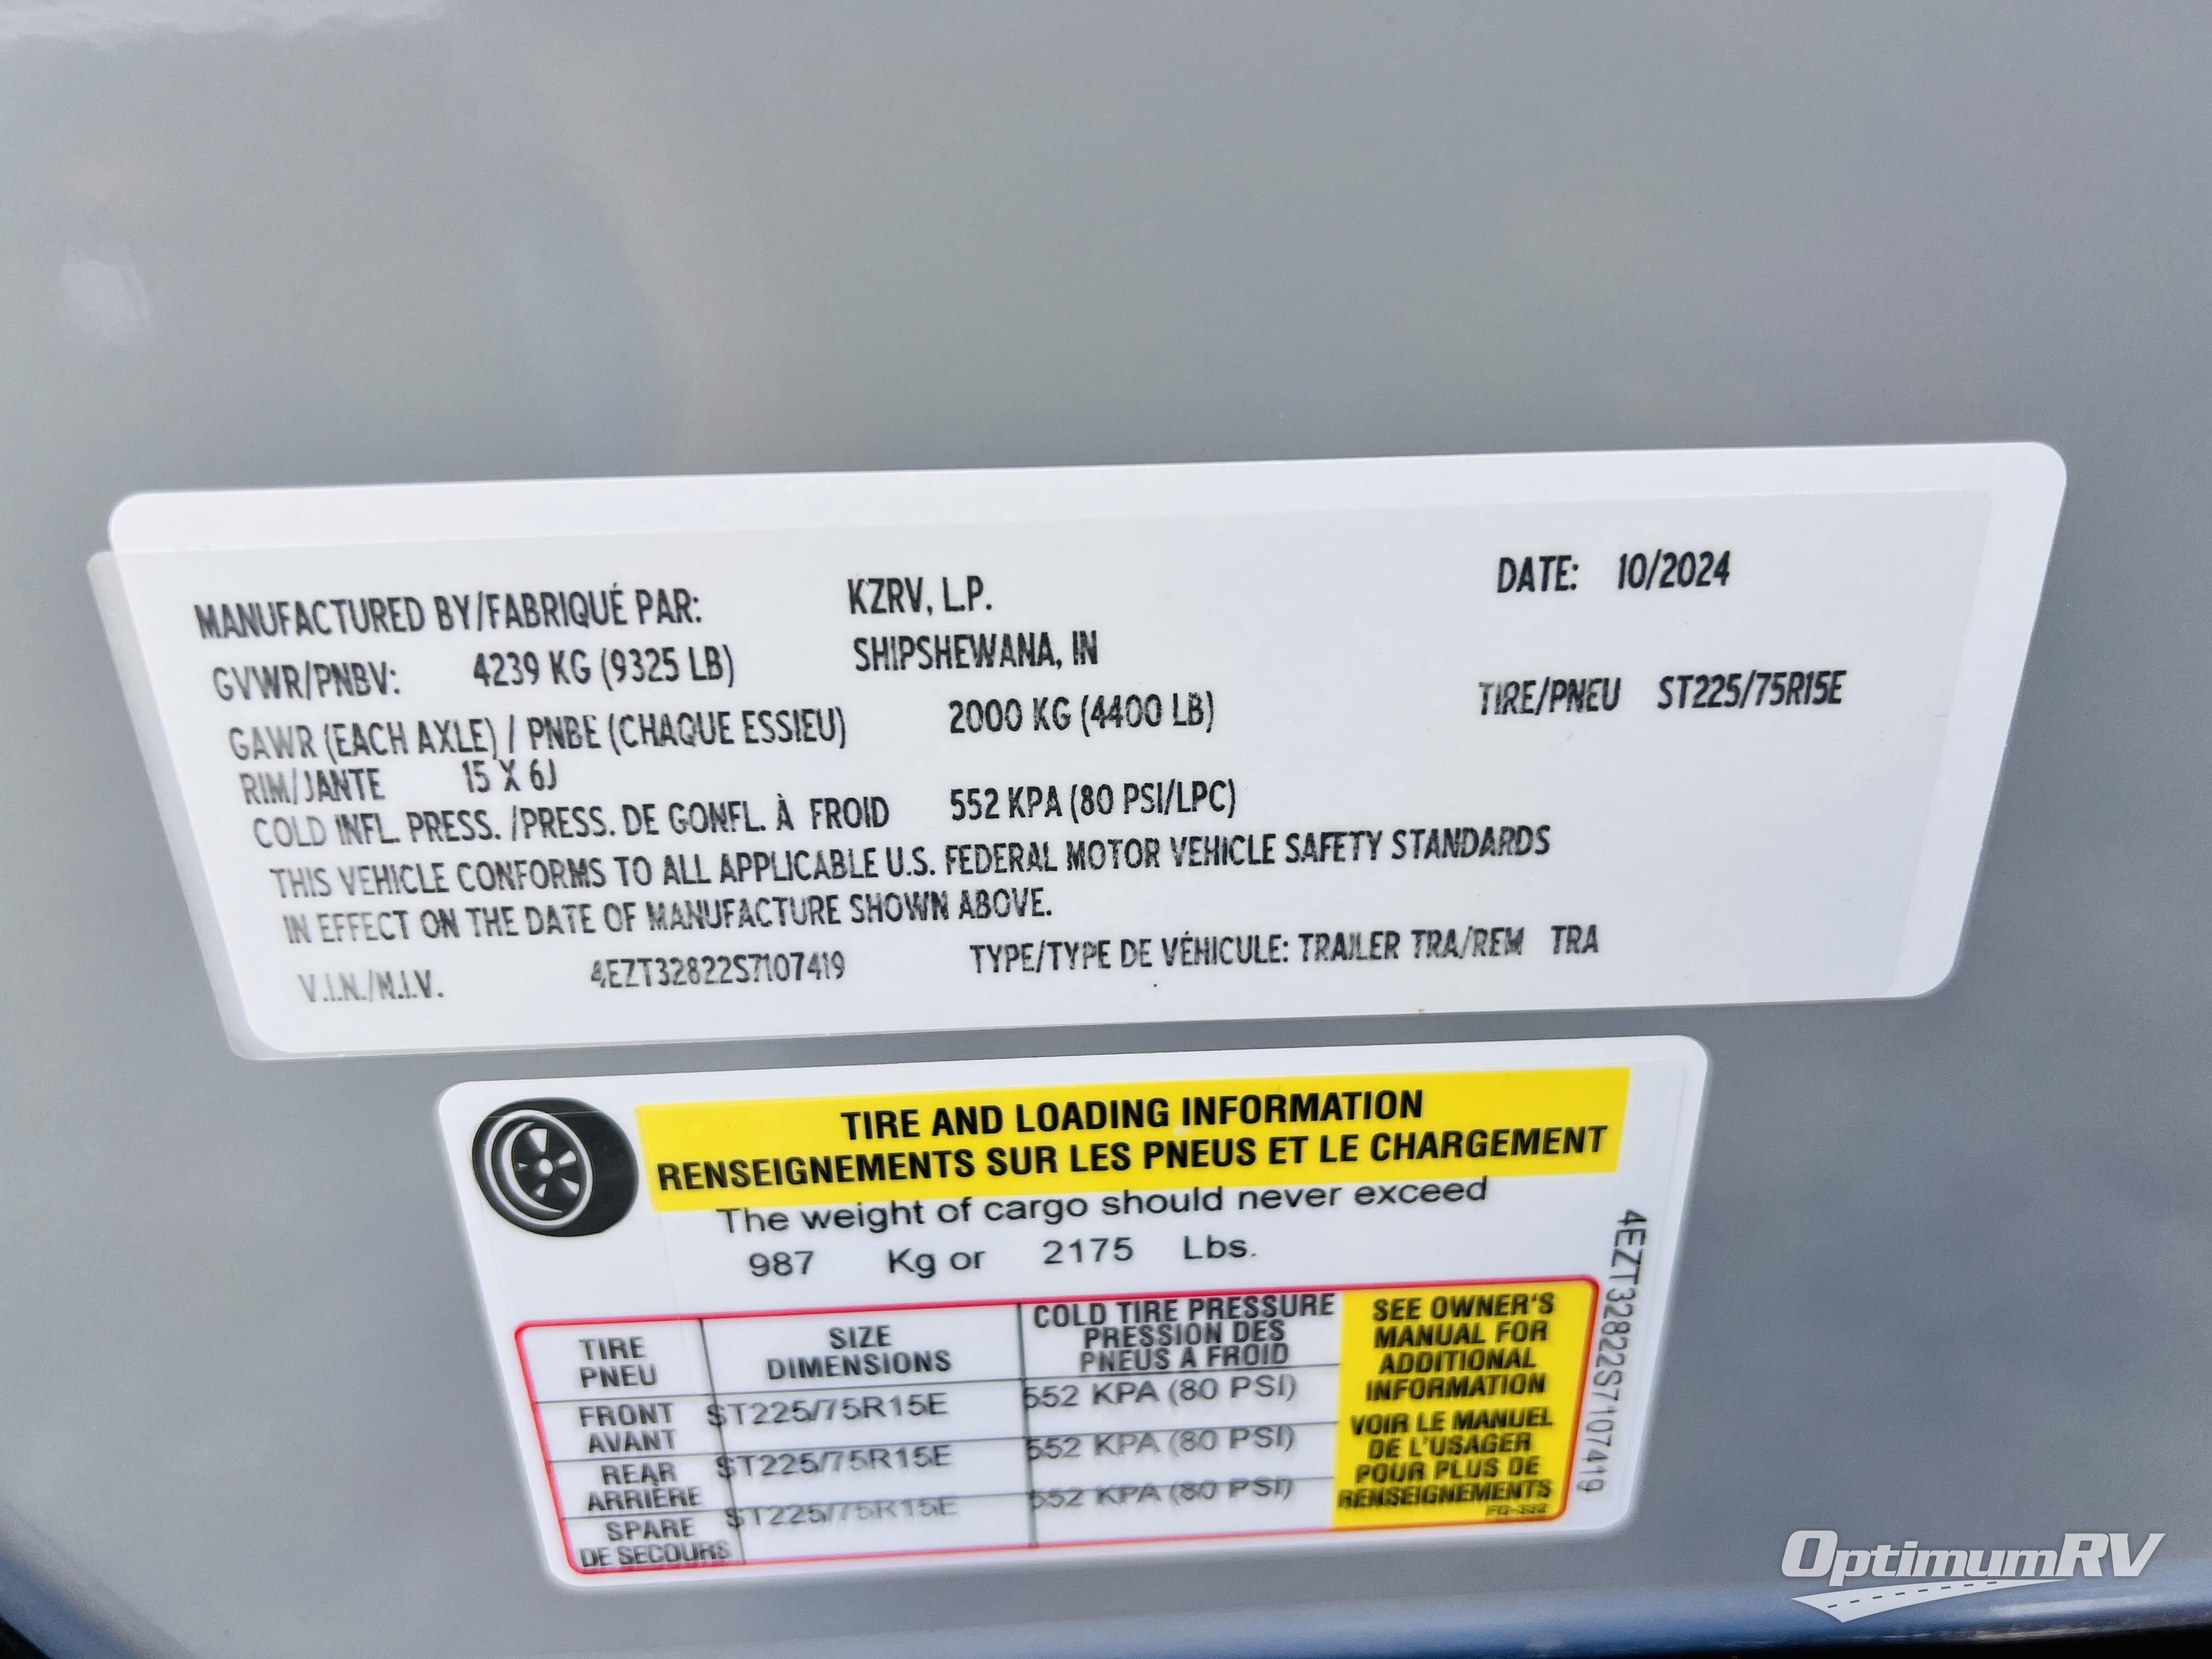 MANUFACTURED BY/FABRIQUÉ PAR: KZRV, L.P. DATE: 10/2024
GVWR/PNBV: 4239 KG (9325 LB) SHIPSHEWANA, IN
GAWR (EACH AXLE) / PNBE (CHAQUE ESSIEU) 2000 KG (4400 LB) TIRE/PNEU ST225/75R15E
RIM/JANTE 15 X 6J
COLD INFL. PRESS. /PRESS. DE GONFL. À FROID 552 KPA (80 PSI/LPC)
THIS VEHICLE CONFORMS TO ALL APPLICABLE U.S. FEDERAL MOTOR VEHICLE SAFETY STANDARDS
IN EFFECT ON THE DATE OF MANUFACTURE SHOWN ABOVE.
V.I.N./N.I.V. 4EZT32822S7107419 TYPE/TYPE DE VÉHICULE: TRAILER TRA/REM TRA
TIRE AND LOADING INFORMATION
RENSEIGNEMENTS SUR LES PNEUS ET LE CHARGEMENT
The weight of cargo should never exceed
987 Kg or 2175 Lbs.
TIRE
PNEU
SIZE
DIMENSIONS
COLD TIRE PRESSURE
PRESSION DES
PNEUS A FROID
FRONT
AVANT
ST225/75R15E
552 KPA (80 PSI)
REAR
ARRIÈRE
ST225/75R15E
552 KPA (80 PSI)
SPARE
DE SECOURS
ST225/75R15E
552 KPA (80 PSI)
SEE OWNER'S
MANUAL FOR
ADDITIONAL
INFORMATION
VOIR LE MANUEL
DE L'USAGER
POUR PLUS DE
RENSEIGNEMENTS
4EZT32822S7107419
OptimumRV